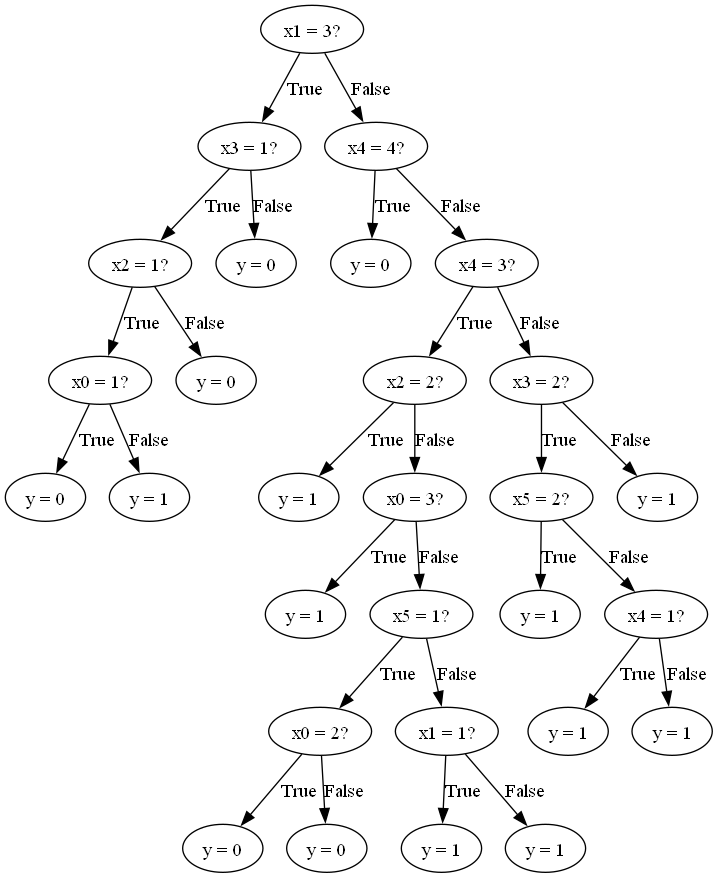 x1 = 3?
True
False
x3 = 1?
x4 = 4?
True
False
True
False
x2 = 1?
y = 0
y = 0
x4 = 3?
True
False
True
False
x0 = 1?
y = 0
x2 = 2?
x3 = 2?
True
False
True
False
True
False
y = 0
y = 1
y = 1
x0 = 3?
x5 = 2?
y = 1
True
False
True
False
y = 1
x5 = 1?
y = 1
x4 = 1?
True
False
True
False
x0 = 2?
x1 = 1?
y = 1
y = 1
True
False
True
False
y = 0
y = 0
y = 1
y = 1